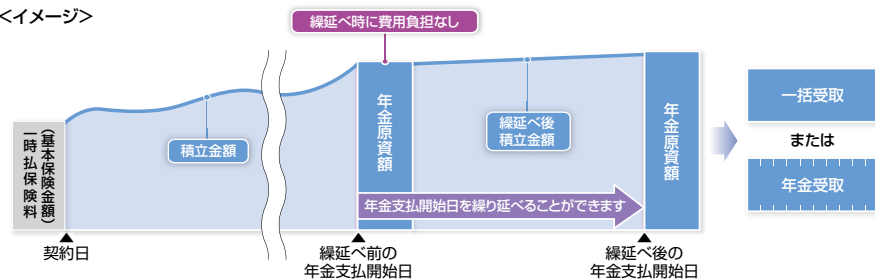 <イメージ>
繰延べ時に費用負担なし
一時払保険料
(基本保険金額)
積立金額
年金原資額
繰延べ後
積立金額
年金原資額
年金支払開始日を繰り延べることができます
一括受取
または
年金受取
契約日
繰延べ前の
年金支払開始日
繰延べ後の
年金支払開始日